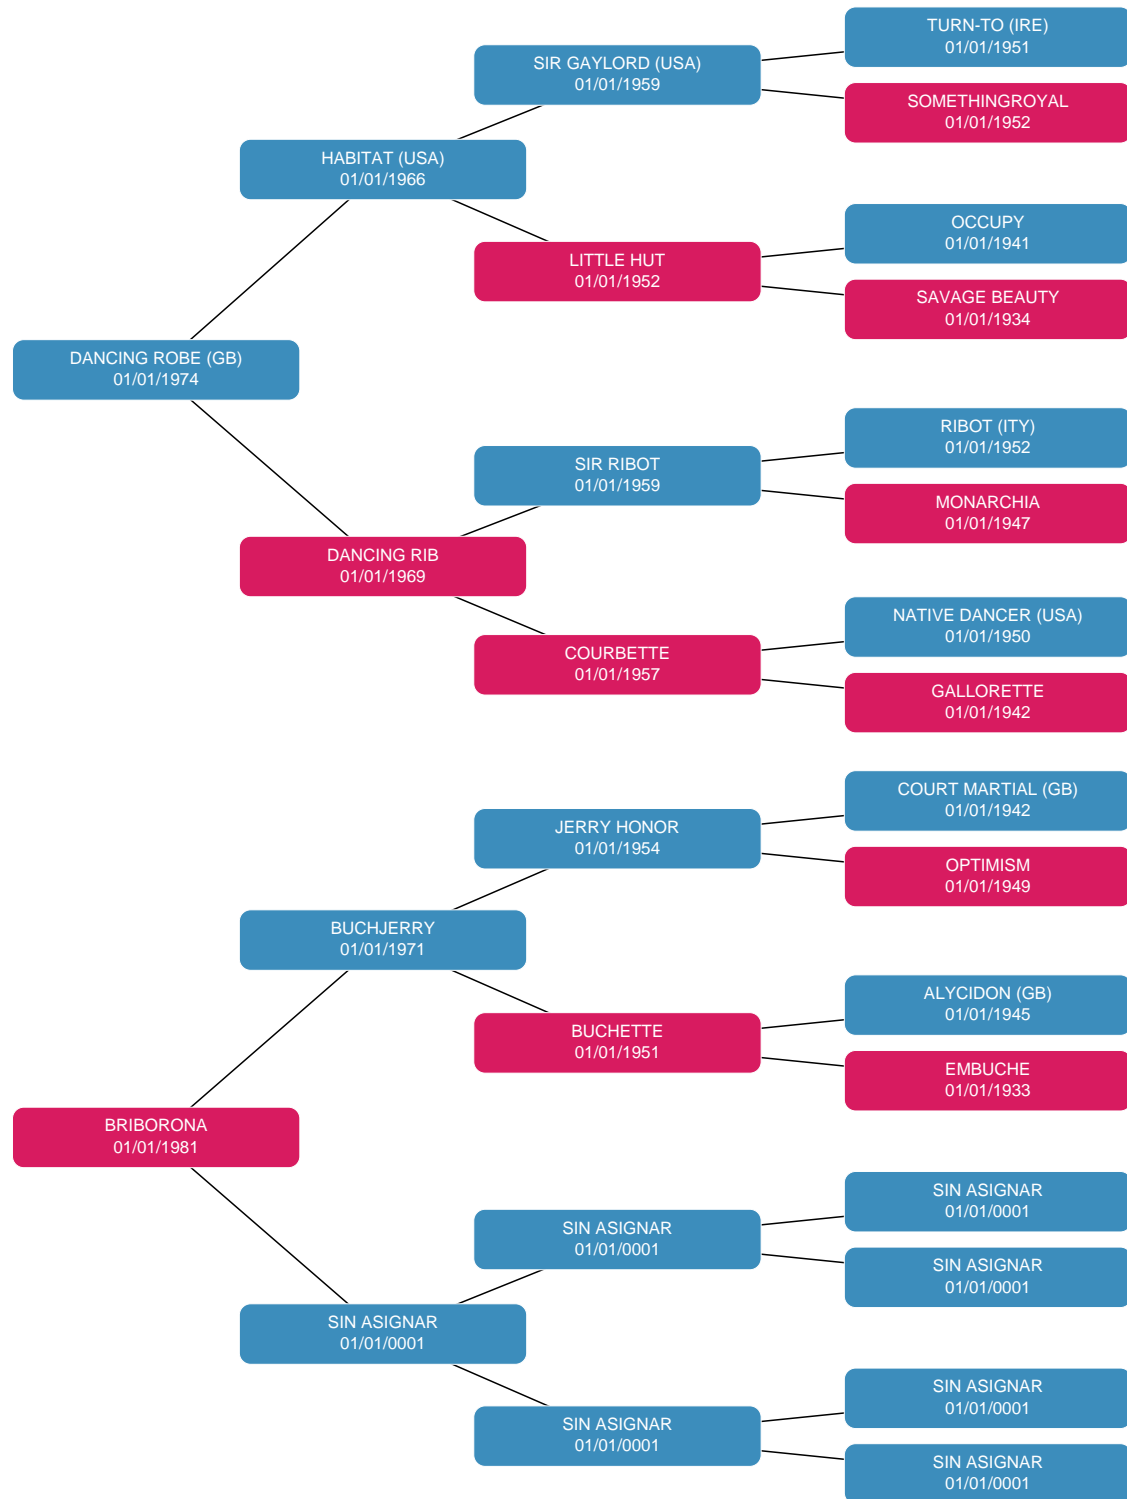 TURN-TO (IRE)
01/01/1951
SIR GAYLORD (USA)
01/01/1959
SOMETHINGROYAL
01/01/1952
HABITAT (USA)
01/01/1966
OCCUPY
01/01/1941
LITTLE HUT
01/01/1952
SAVAGE BEAUTY
01/01/1934
DANCING ROBE (GB)
01/01/1974
RIBOT (ITY)
01/01/1952
SIR RIBOT
01/01/1959
MONARCHIA
01/01/1947
DANCING RIB
01/01/1969
NATIVE DANCER (USA)
01/01/1950
COURBETTE
01/01/1957
GALLORETTE
01/01/1942
COURT MARTIAL (GB)
01/01/1942
JERRY HONOR
01/01/1954
OPTIMISM
01/01/1949
BUCHJERRY
01/01/1971
ALYCIDON (GB)
01/01/1945
BUCHETTE
01/01/1951
EMBUCHE
01/01/1933
BRIBORONA
01/01/1981
SIN ASIGNAR
01/01/0001
SIN ASIGNAR
01/01/0001
SIN ASIGNAR
01/01/0001
SIN ASIGNAR
01/01/0001
SIN ASIGNAR
01/01/0001
SIN ASIGNAR
01/01/0001
SIN ASIGNAR
01/01/0001